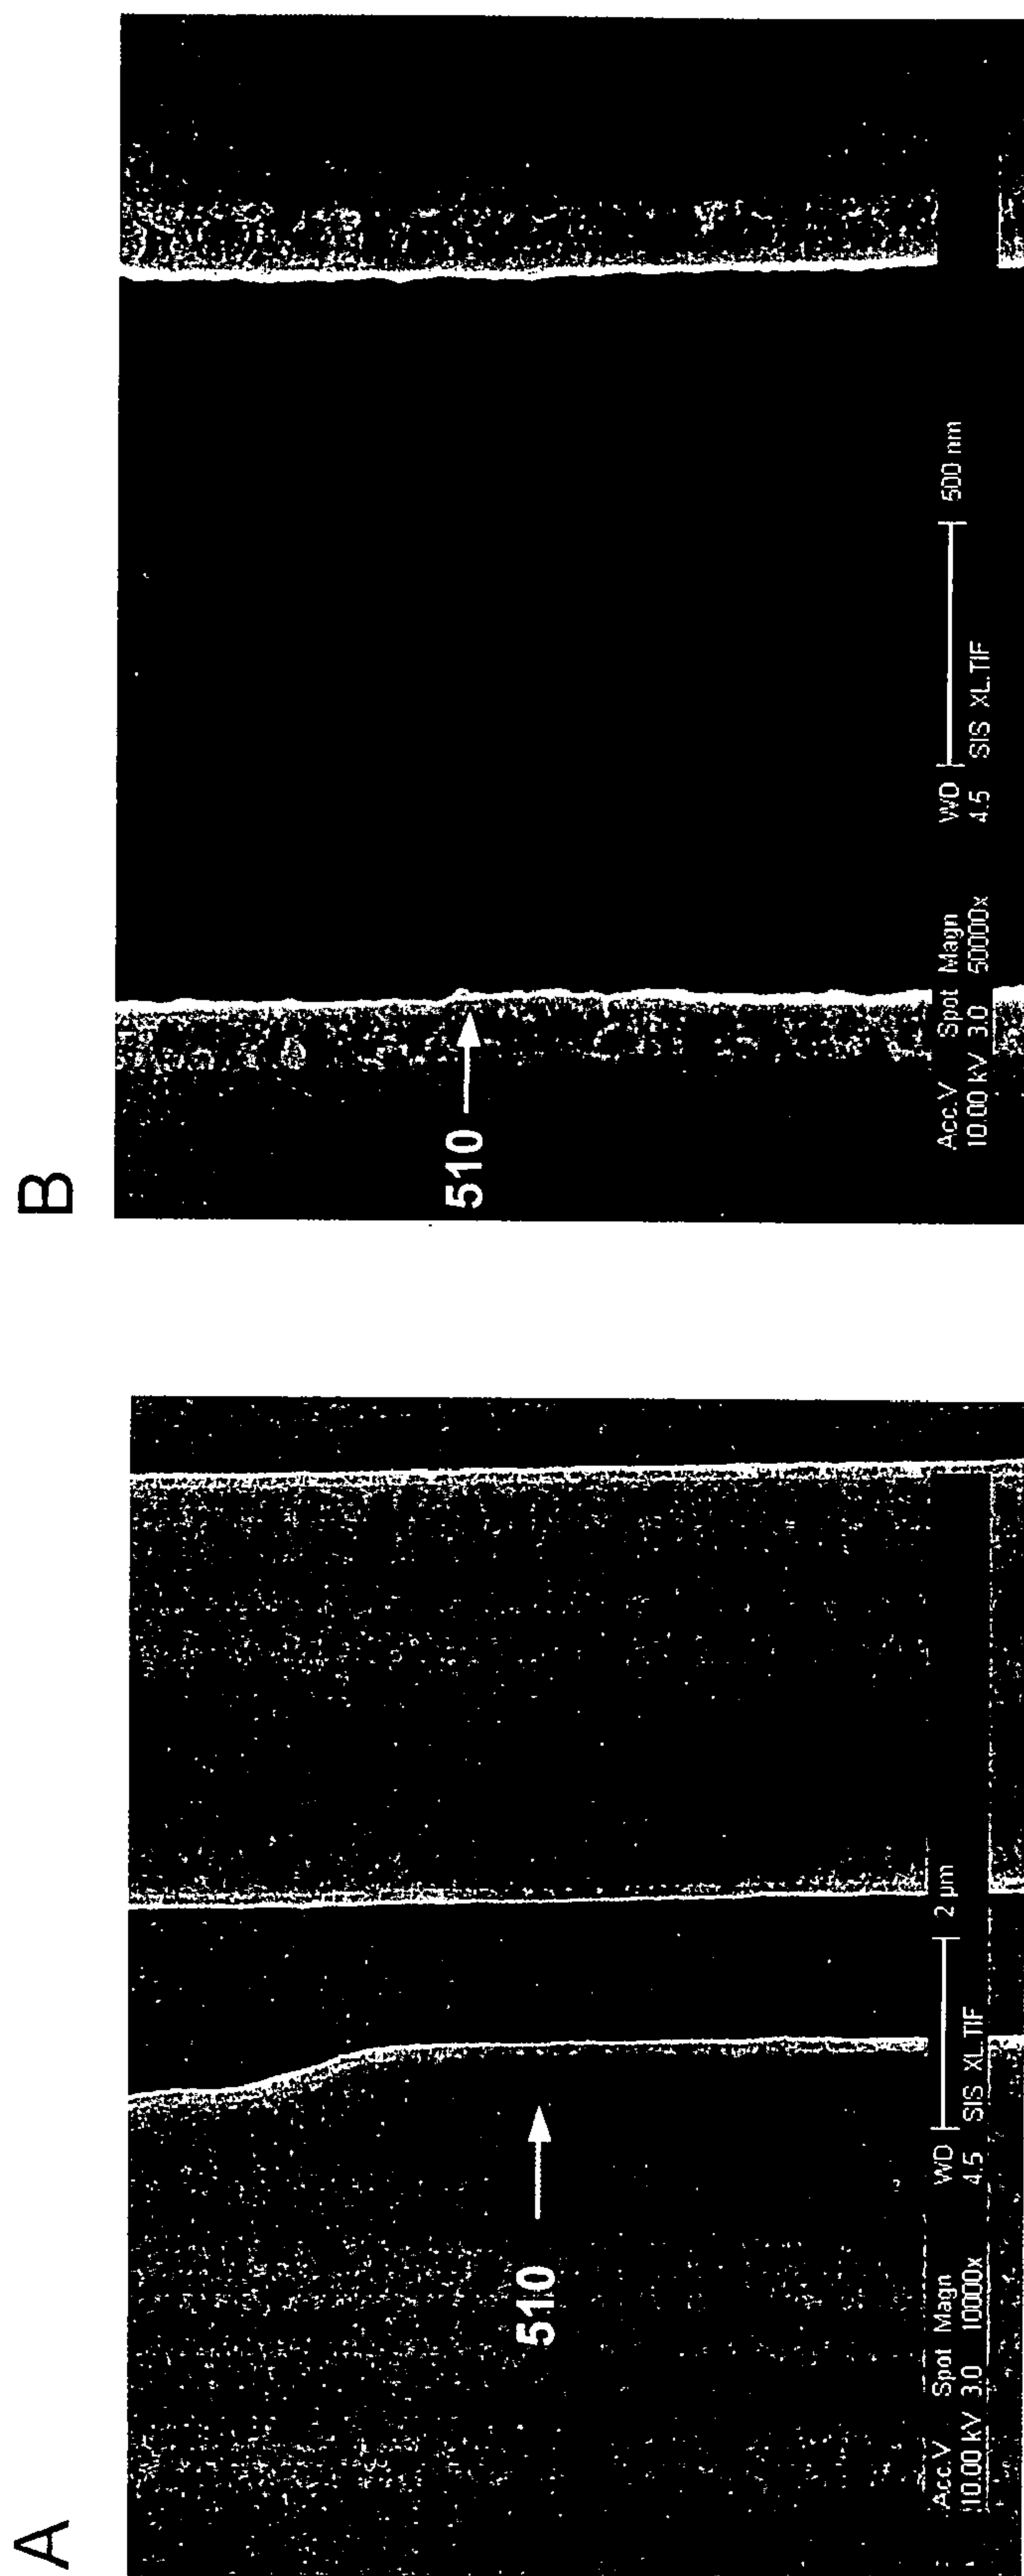 A
510
Acc.V Spot Magn WD
10.00 kV 3.0 10000x 4.5 SIS XL.TIF
2 µm
B
510
Acc.V Spot Magn WD
10.00 kV 3.0 50000x 4.5 SIS XL.TIF
500 nm